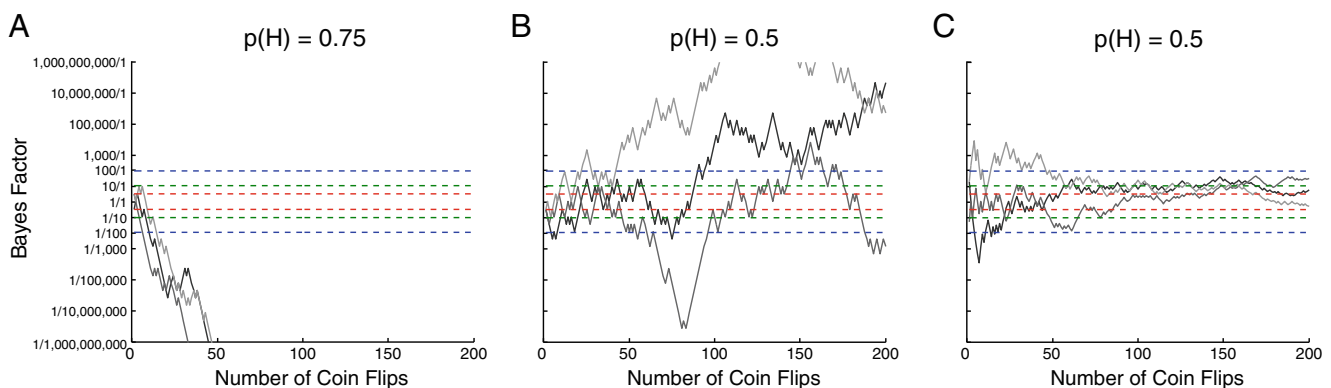 A
p(H) = 0.75
B
p(H) = 0.5
C
p(H) = 0.5
Bayes Factor
1,000,000,000/1
10,000,000/1
100,000/1
1,000/1
100/1
10/1
1/1
1/10
1/100
1/1,000
1/100,000
1/10,000,000
1/1,000,000,000
0 50 100 150 200
0 50 100 150 200
0 50 100 150 200
Number of Coin Flips
Number of Coin Flips
Number of Coin Flips